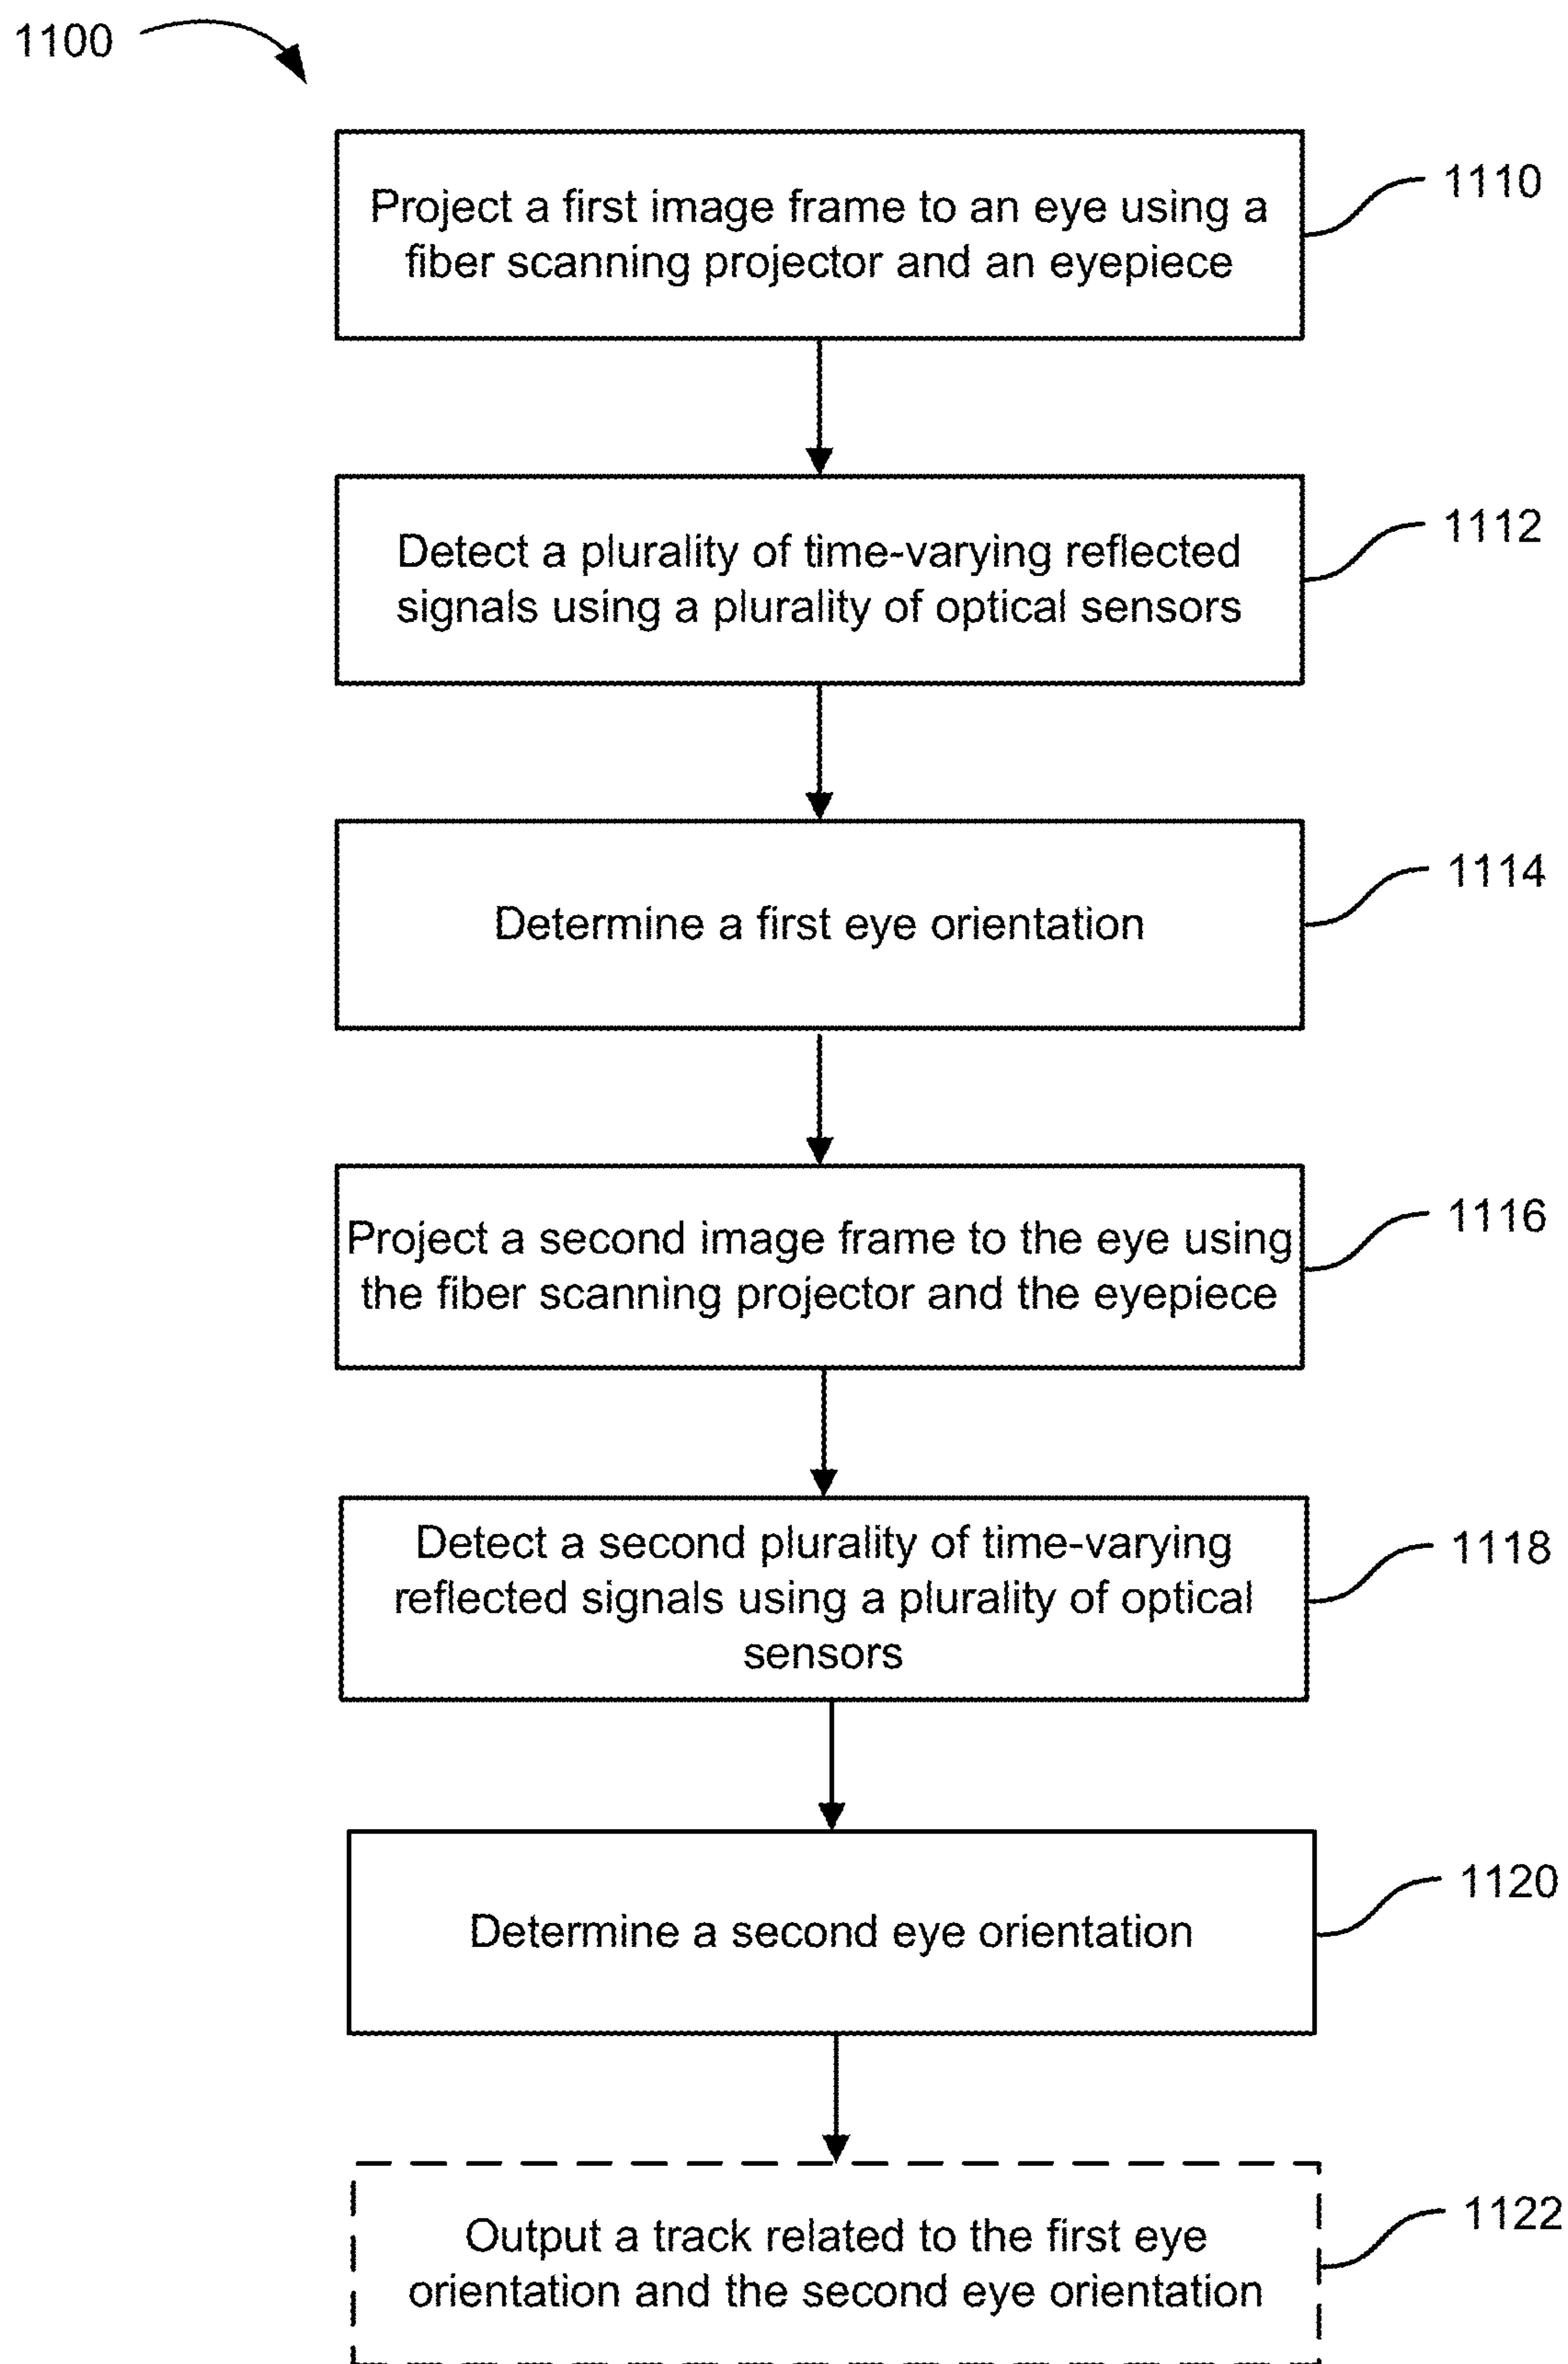 1100
Project a first image frame to an eye using a
fiber scanning projector and an eyepiece
1110
Detect a plurality of time-varying reflected
signals using a plurality of optical sensors
1112
Determine a first eye orientation
1114
Project a second image frame to the eye using
the fiber scanning projector and the eyepiece
1116
Detect a second plurality of time-varying
reflected signals using a plurality of optical
sensors
1118
Determine a second eye orientation
1120
Output a track related to the first eye
orientation and the second eye orientation
1122